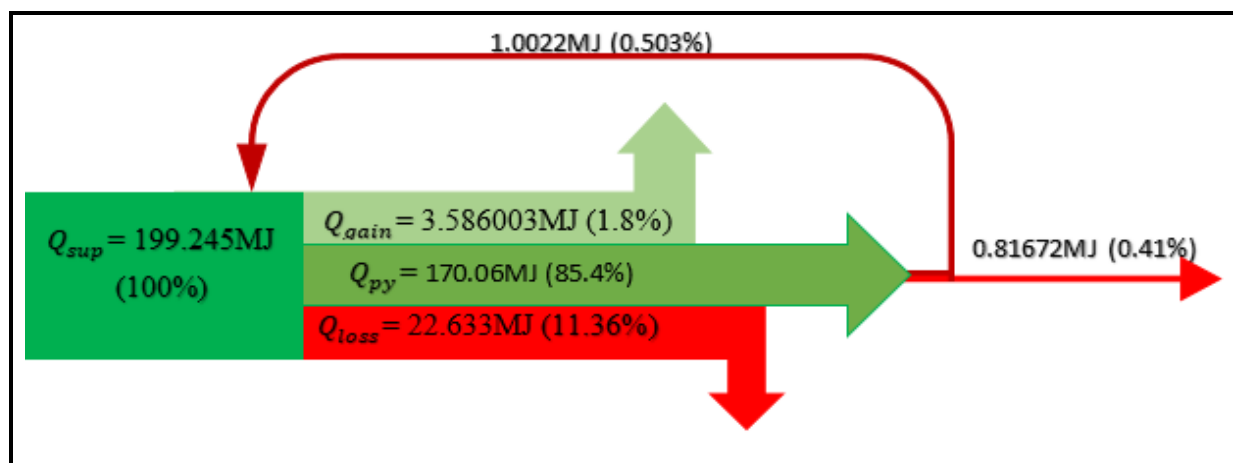 1.0022MJ (0.503%)
Q_sup = 199.245MJ
(100%)
Q_gain = 3.586003MJ (1.8%)
Q_py = 170.06MJ (85.4%)
Q_loss = 22.633MJ (11.36%)
0.81672MJ (0.41%)